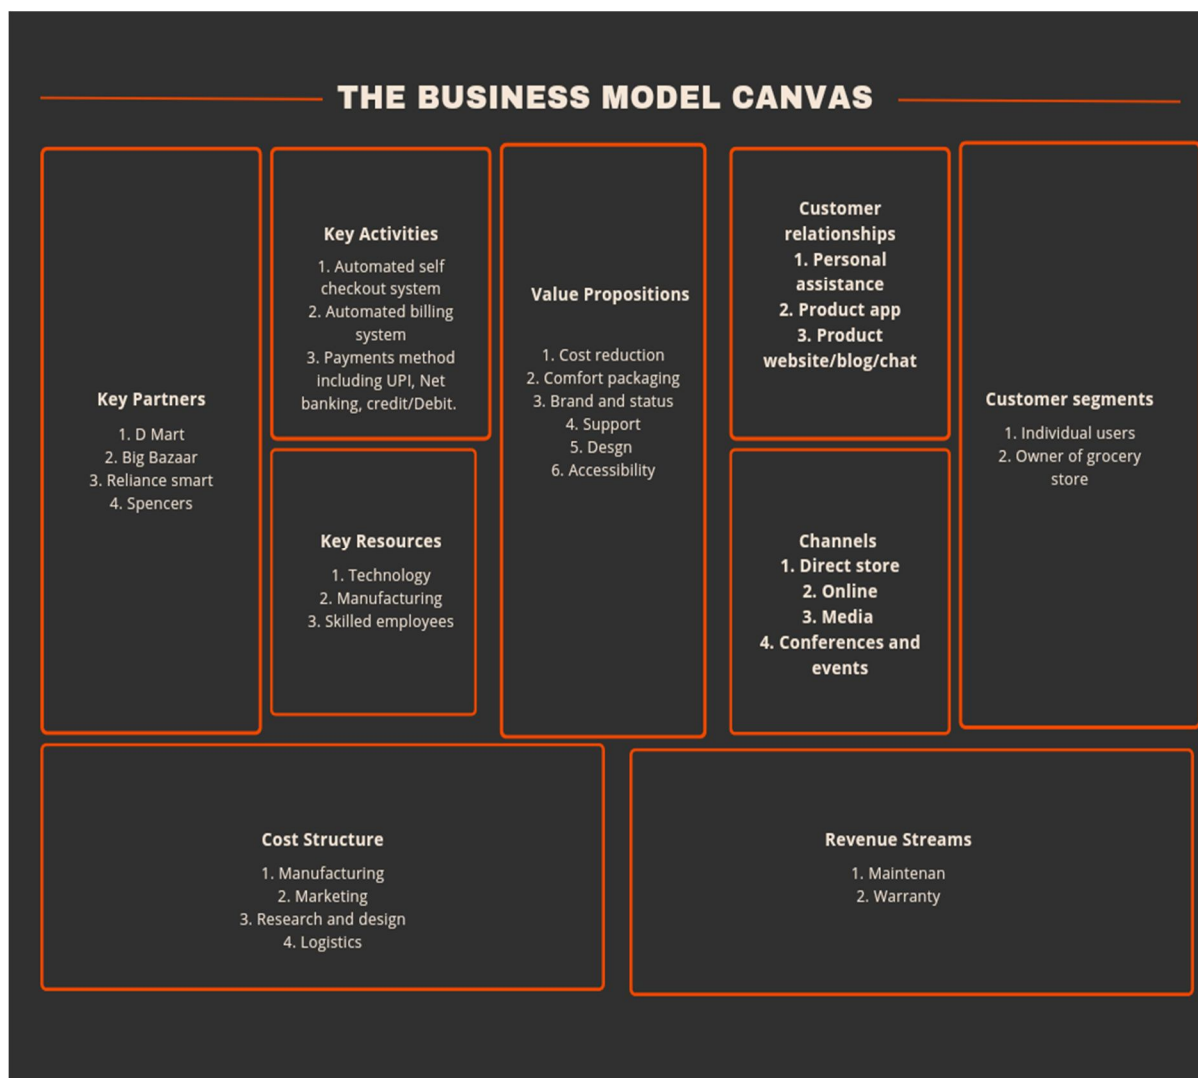 THE BUSINESS MODEL CANVAS
Key Partners
1. D Mart
2. Big Bazaar
3. Reliance smart
4. Spencers
Key Activities
1. Automated self
checkout system
2. Automated billing
system
3. Payments method
including UPI, Net
banking, credit/Debit.
Key Resources
1. Technology
2. Manufacturing
3. Skilled employees
Value Propositions
1. Cost reduction
2. Comfort packaging
3. Brand and status
4. Support
5. Desgn
6. Accessibility
Customer
relationships
1. Personal
assistance
2. Product app
3. Product
website/blog/chat
Channels
1. Direct store
2. Online
3. Media
4. Conferences and
events
Customer segments
1. Individual users
2. Owner of grocery
store
Cost Structure
1. Manufacturing
2. Marketing
3. Research and design
4. Logistics
Revenue Streams
1. Maintenan
2. Warranty